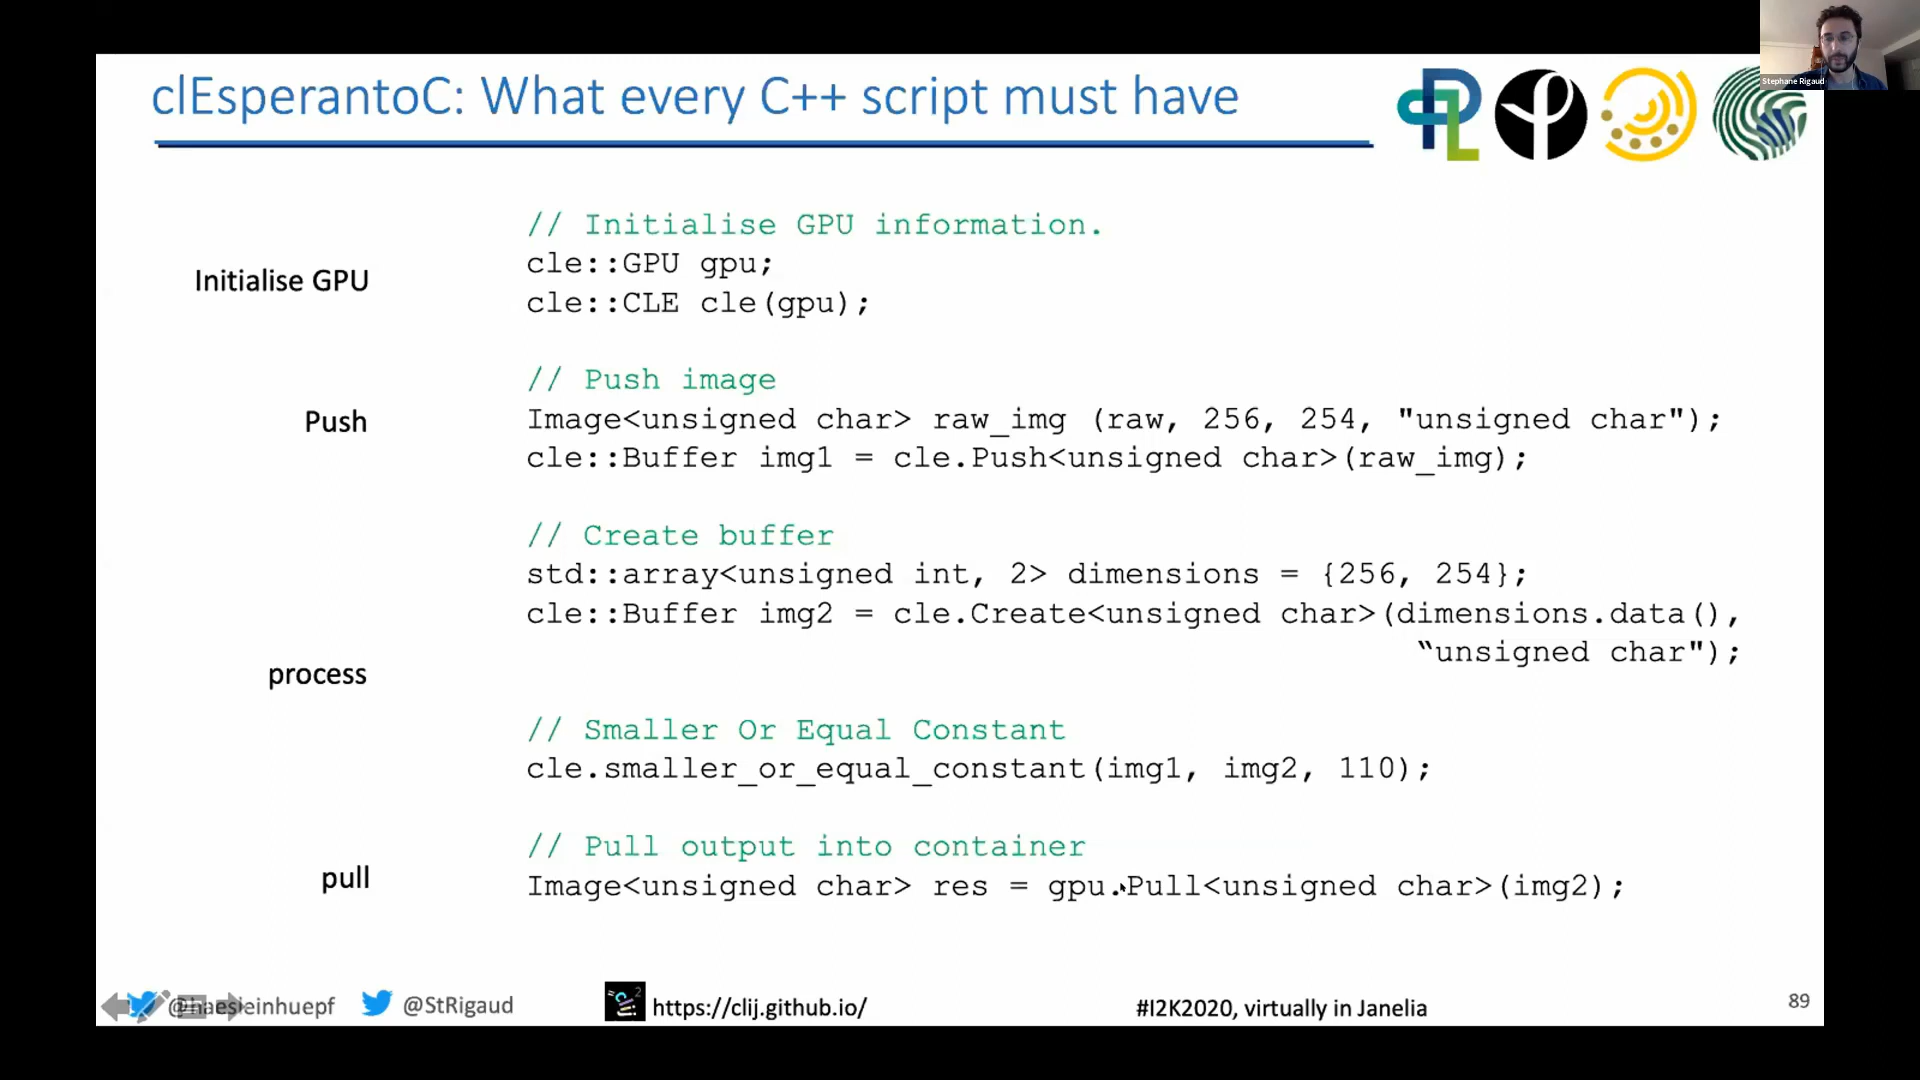 clEsperantoC: What every C++ script must have
Stephane Rigaud
// Initialise GPU information.
Initialise GPU
cle::GPU gpu;
cle::CLE cle(gpu);
// Push image
Push
Image<unsigned char> raw_img (raw, 256, 254, "unsigned char");
cle::Buffer img1 = cle.Push<unsigned char>(raw_img);
// Create buffer
std::array<unsigned int, 2> dimensions = {256, 254};
cle::Buffer img2 = cle.Create<unsigned char>(dimensions.data(),
“unsigned char");
process
// Smaller Or Equal Constant
cle.smaller_or_equal_constant(img1, img2, 110);
// Pull output into container
pull
Image<unsigned char> res = gpu.Pull<unsigned char>(img2);
@haesleinhuepf
@StRigaud
https://clij.github.io/
#I2K2020, virtually in Janelia
89